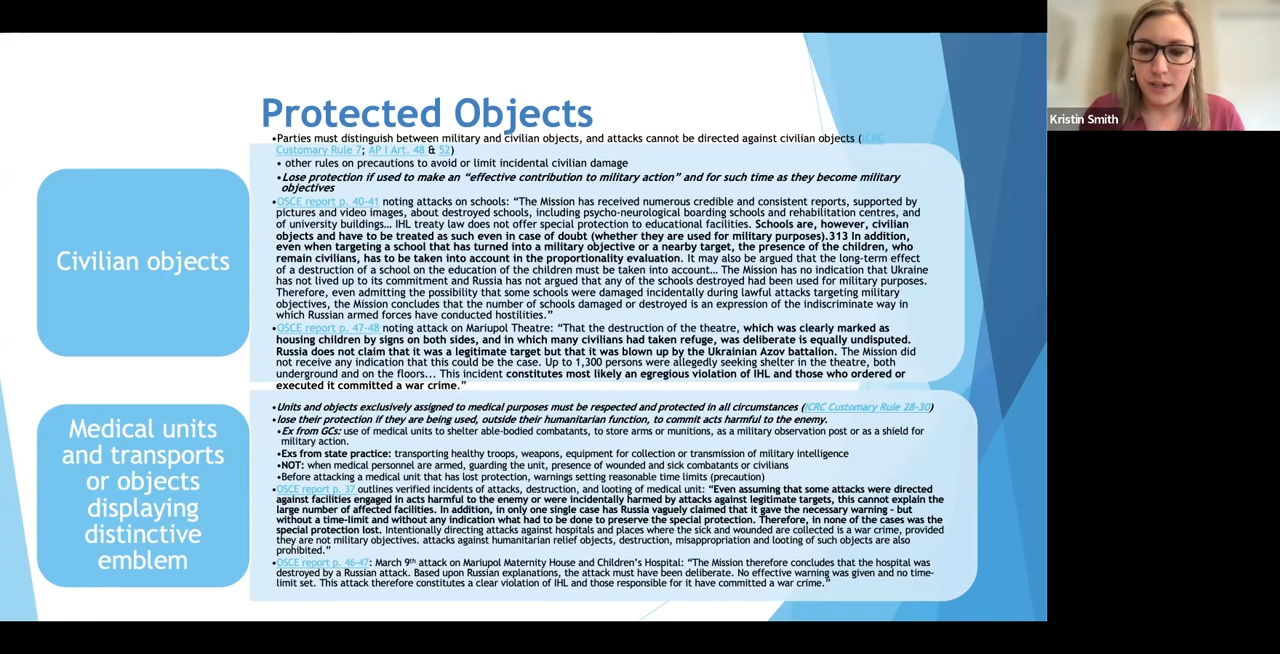 Protected Objects
•Parties must distinguish between military and civilian objects, and attacks cannot be directed against civilian objects (ICRC
Customary Rule 7; AP I Art. 48 & 52)
• other rules on precautions to avoid or limit incidental civilian damage
•Lose protection if used to make an “effective contribution to military action” and for such time as they become military
objectives
•OSCE report p. 40-41 noting attacks on schools: “The Mission has received numerous credible and consistent reports, supported by
pictures and video images, about destroyed schools, including psycho-neurological boarding schools and rehabilitation centres, and
of university buildings… IHL treaty law does not offer special protection to educational facilities. Schools are, however, civilian
objects and have to be treated as such even in case of doubt (whether they are used for military purposes).313 In addition,
even when targeting a school that has turned into a military objective or a nearby target, the presence of the children, who
remain civilians, has to be taken into account in the proportionality evaluation. It may also be argued that the long-term effect
of a destruction of a school on the education of the children must be taken into account… The Mission has no indication that Ukraine
has not lived up to its commitment and Russia has not argued that any of the schools destroyed had been used for military purposes.
Therefore, even admitting the possibility that some schools were damaged incidentally during lawful attacks targeting military
objectives, the Mission concludes that the number of schools damaged or destroyed is an expression of the indiscriminate way in
which Russian armed forces have conducted hostilities.”
•OSCE report p. 47-48 noting attack on Mariupol Theatre: “That the destruction of the theatre, which was clearly marked as
housing children by signs on both sides, and in which many civilians had taken refuge, was deliberate is equally undisputed.
Russia does not claim that it was a legitimate target but that it was blown up by the Ukrainian Azov battalion. The Mission did
not receive any indication that this could be the case. Up to 1,300 persons were allegedly seeking shelter in the theatre, both
underground and on the floors... This incident constitutes most likely an egregious violation of IHL and those who ordered or
executed it committed a war crime.”
Civilian objects
•Units and objects exclusively assigned to medical purposes must be respected and protected in all circumstances (ICRC Customary Rule 28-30)
•lose their protection if they are being used, outside their humanitarian function, to commit acts harmful to the enemy.
•Ex from GCs: use of medical units to shelter able-bodied combatants, to store arms or munitions, as a military observation post or as a shield for
military action.
•Exs from state practice: transporting healthy troops, weapons, equipment for collection or transmission of military intelligence
•NOT: when medical personnel are armed, guarding the unit, presence of wounded and sick combatants or civilians
•Before attacking a medical unit that has lost protection, warnings setting reasonable time limits (precaution)
•OSCE report p. 37 outlines verified incidents of attacks, destruction, and looting of medical unit: “Even assuming that some attacks were directed
against facilities engaged in acts harmful to the enemy or were incidentally harmed by attacks against legitimate targets, this cannot explain the
large number of affected facilities. In addition, in only one single case has Russia vaguely claimed that it gave the necessary warning – but
without a time-limit and without any indication what had to be done to preserve the special protection. Therefore, in none of the cases was the
special protection lost. Intentionally directing attacks against hospitals and places where the sick and wounded are collected is a war crime, provided
they are not military objectives. attacks against humanitarian relief objects, destruction, misappropriation and looting of such objects are also
prohibited.”
•OSCE report p. 46-47: March 9th attack on Mariupol Maternity House and Children’s Hospital: “The Mission therefore concludes that the hospital was
destroyed by a Russian attack. Based upon Russian explanations, the attack must have been deliberate. No effective warning was given and no time-
limit set. This attack therefore constitutes a clear violation of IHL and those responsible for it have committed a war crime.”
Medical units
and transports
or objects
displaying
distinctive
emblem
Kristin Smith